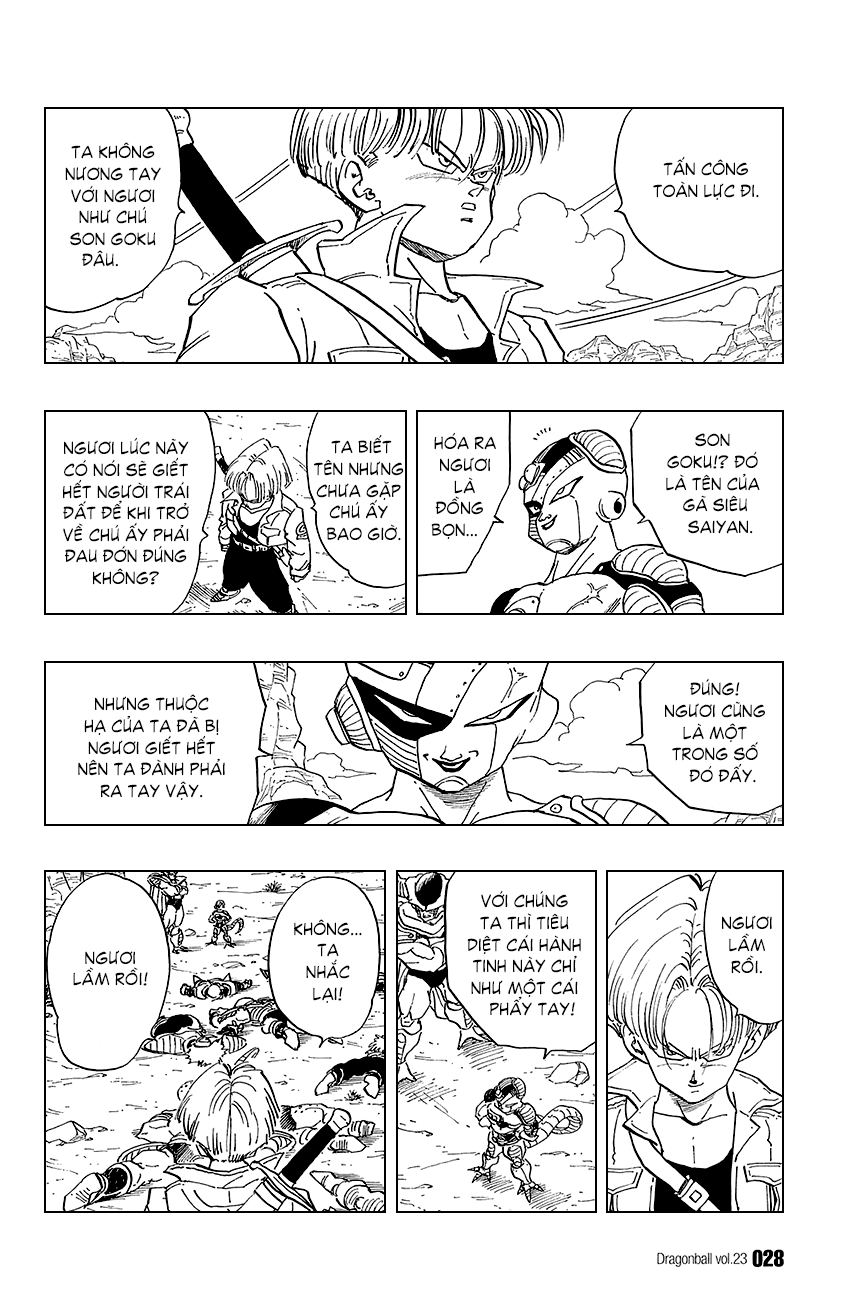 TẤN CÔNG
TOÀN LỰC ĐI.
TA KHÔNG
NƯƠNG TAY
VỚI NGƯƠI
NHƯ CHÚ
SON GOKU
ĐÂU.
SON
GOKU!? ĐÓ
LÀ TÊN CỦA
GÃ SIÊU
SAIYAN.
HÓA RA
NGƯƠI
LÀ
ĐỒNG
BỌN...
TA BIẾT
TÊN NHƯNG
CHƯA GẶP
CHÚ ẤY
BAO GIỜ.
NGƯƠI LÚC NÃY
CÓ NÓI SẼ GIẾT
HẾT NGƯỜI TRÁI
ĐẤT ĐỂ KHI TRỞ
VỀ CHÚ ẤY PHẢI
ĐAU ĐỚN ĐÚNG
KHÔNG?
ĐÚNG!
NGƯƠI CŨNG
LÀ MỘT
TRONG SỐ
ĐÓ ĐẤY.
NHƯNG THUỘC
HẠ CỦA TA ĐÃ BỊ
NGƯƠI GIẾT HẾT
NÊN TA ĐÀNH PHẢI
RA TAY VẬY.
NGƯƠI
LẦM
RỒI.
VỚI CHÚNG
TA THÌ TIÊU
DIỆT CÁI HÀNH
TINH NÀY CHỈ
NHƯ MỘT CÁI
PHẨY TAY!
KHÔNG...
TA
NHẮC
LẠI!
NGƯƠI
LẦM RỒI!
Dragonball vol.23 028